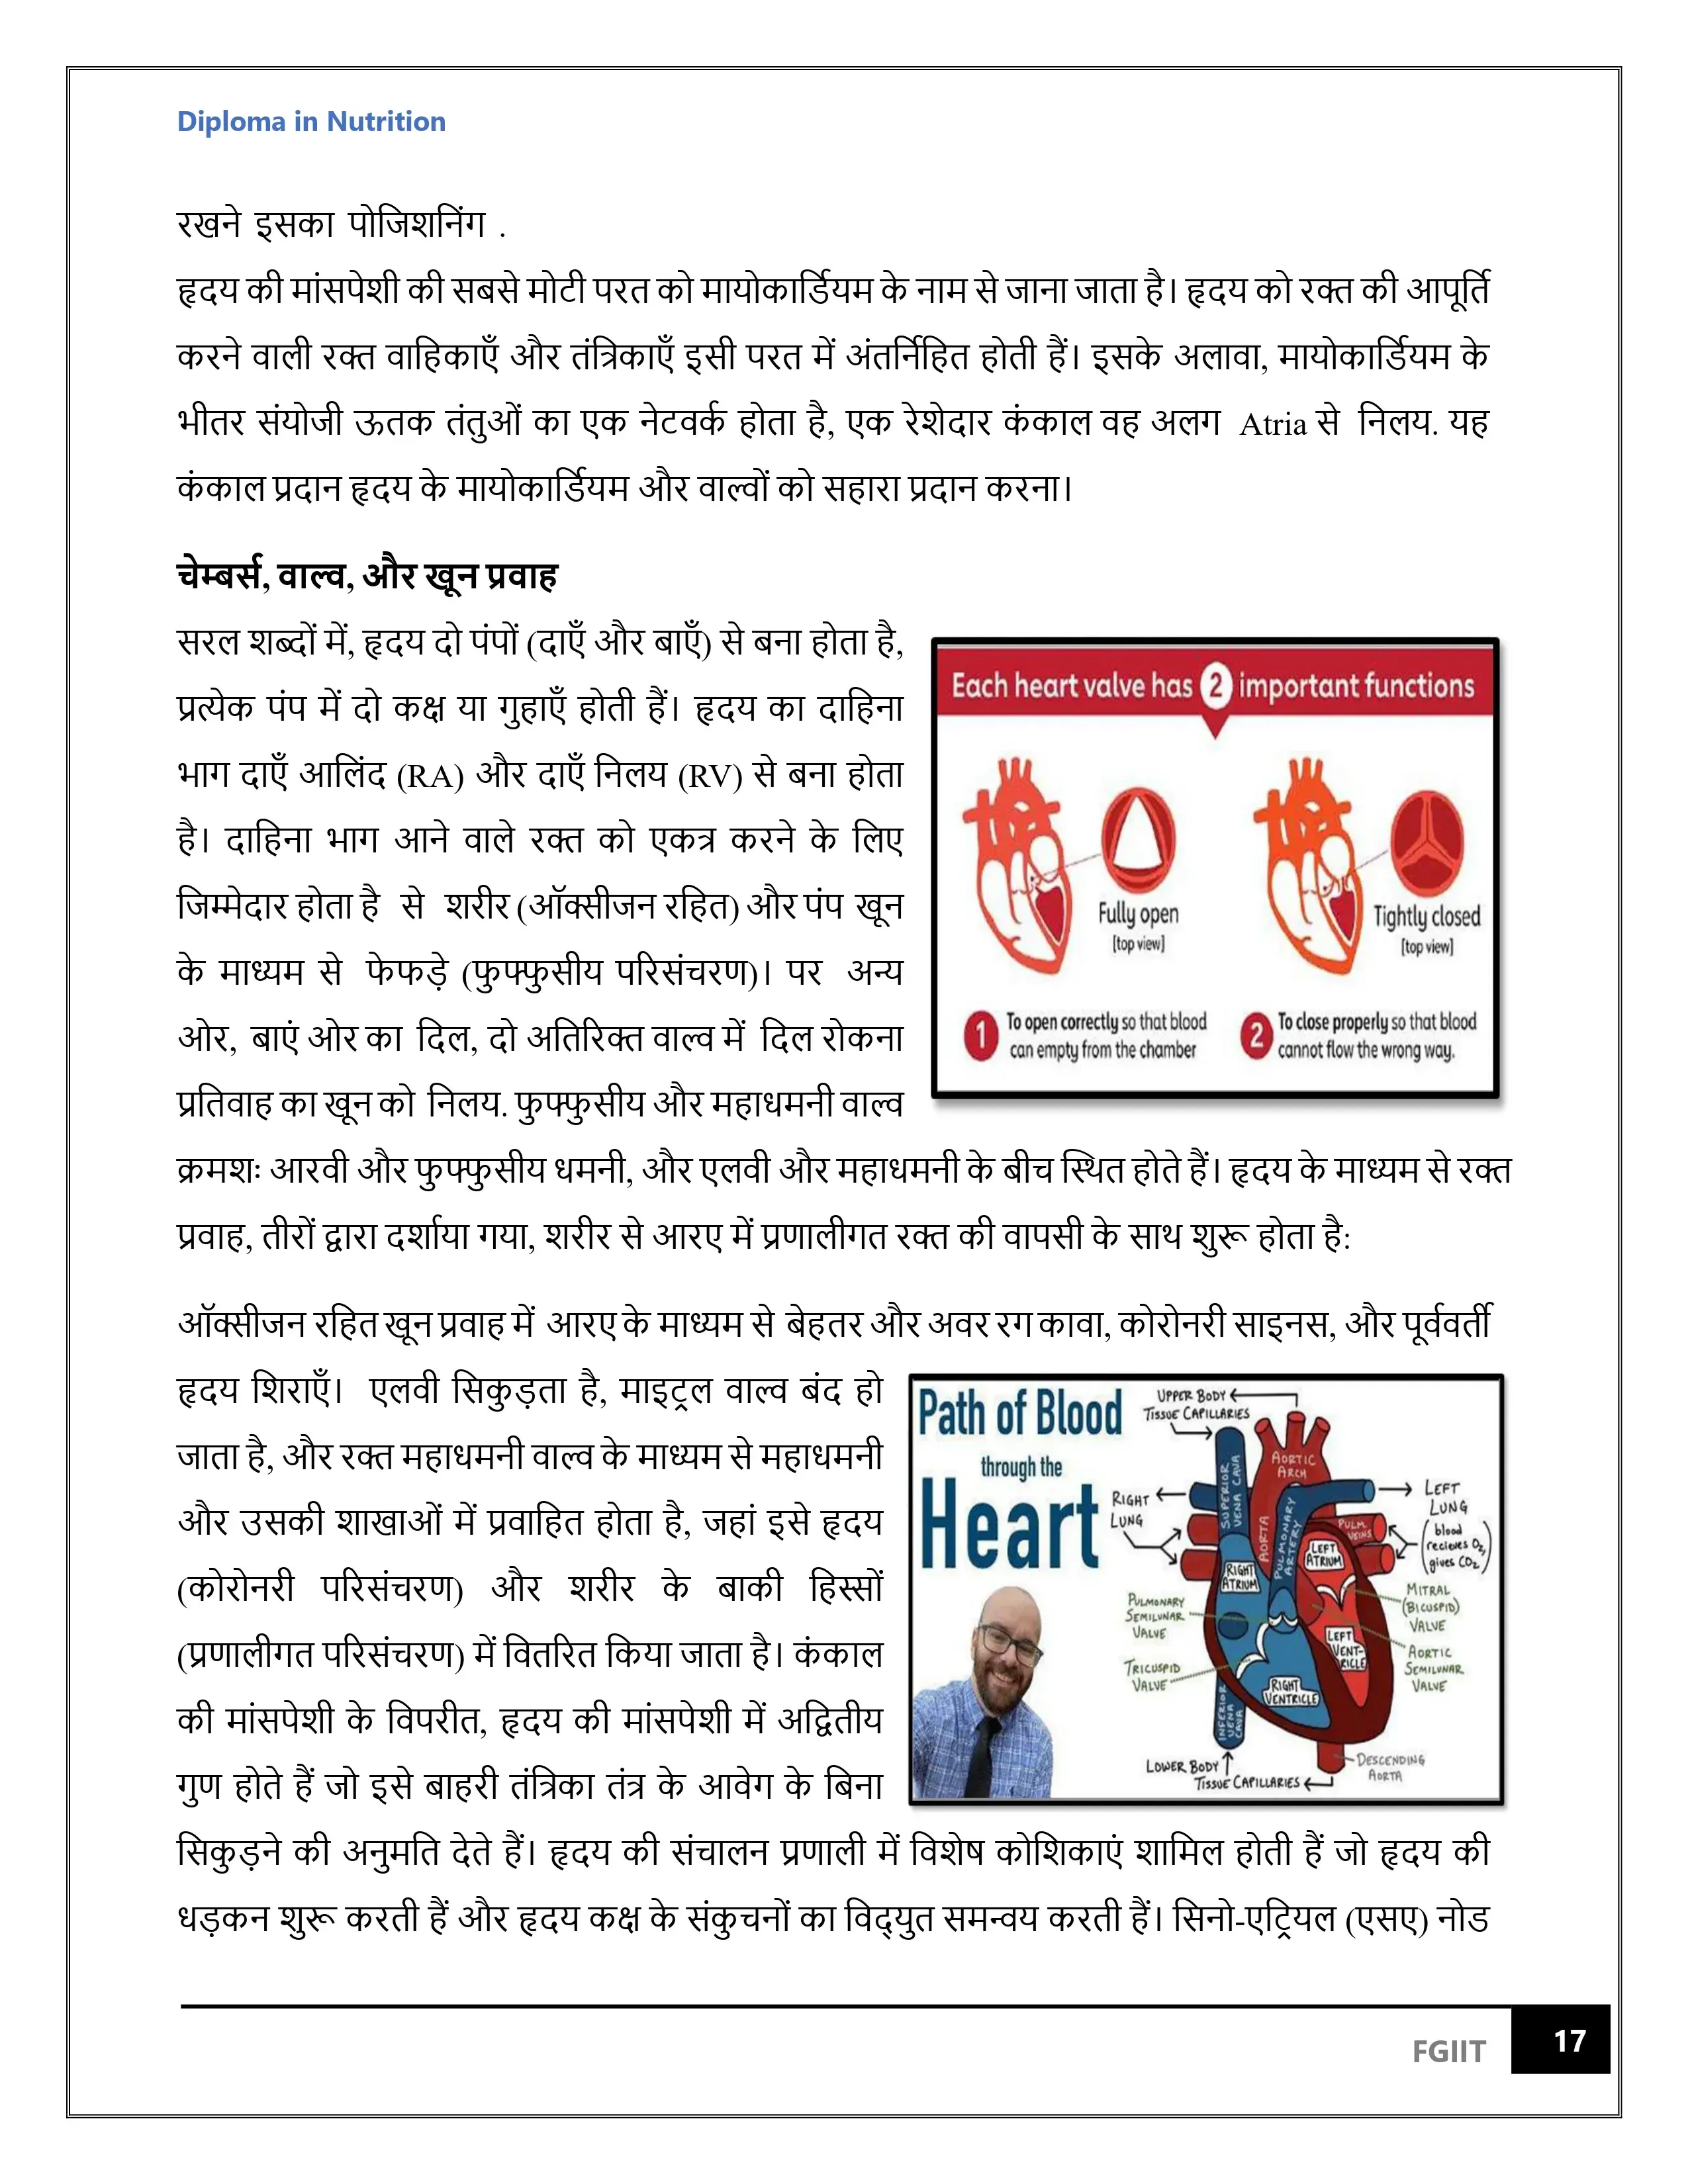 Diploma in Nutrition
रखने इसका पोजिशनिंग .
हृदय की मांसपेशी की सबसे मोटी परत को मायोकार्डियम के नाम से जाना जाता है। हृदय को रक्त की आपूर्ति
करने वाली रक्त वाहिकाएँ और तंत्रिकाएँ इसी परत में अंतर्निहित होती हैं। इसके अलावा, मायोकार्डियम के
भीतर संयोजी ऊतक तंतुओं का एक नेटवर्क होता है, एक रेशेदार कंकाल वह अलग Atria से निलय. यह
कंकाल प्रदान हृदय के मायोकार्डियम और वाल्वों को सहारा प्रदान करना।
चेम्बर्स, वाल्व, और खून प्रवाह
सरल शब्दों में, हृदय दो पंपों (दाएँ और बाएँ) से बना होता है,
प्रत्येक पंप में दो कक्ष या गुहाएँ होती हैं। हृदय का दाहिना
भाग दाएँ आलिंद (RA) और दाएँ निलय (RV) से बना होता
है। दाहिना भाग आने वाले रक्त को एकत्र करने के लिए
जिम्मेदार होता है से शरीर (ऑक्सीजन रहित) और पंप खून
के माध्यम से फेफड़े (फुफ्फुसीय परिसंचरण)। पर अन्य
ओर, बाएं ओर का दिल, दो अतिरिक्त वाल्व में दिल रोकना
प्रतिवाह का खून को निलय. फुफ्फुसीय और महाधमनी वाल्व
Each heart valve has 2 important functions
Fully open
[top view]
Tightly closed
[top view]
1 To open correctly so that blood
can empty from the chamber
2 To close properly so that blood
cannot flow the wrong way.
क्रमशः आरवी और फुफ्फुसीय धमनी, और एलवी और महाधमनी के बीच स्थित होते हैं। हृदय के माध्यम से रक्त
प्रवाह, तीरों द्वारा दर्शाया गया, शरीर से आरए में प्रणालीगत रक्त की वापसी के साथ शुरू होता है:
ऑक्सीजन रहित खून प्रवाह में आरए के माध्यम से बेहतर और अवर रग कावा, कोरोनरी साइनस, और पूर्ववर्ती
हृदय शिराएँ। एलवी सिकुड़ता है, माइट्रल वाल्व बंद हो
जाता है, और रक्त महाधमनी वाल्व के माध्यम से महाधमनी
और उसकी शाखाओं में प्रवाहित होता है, जहां इसे हृदय
(कोरोनरी परिसंचरण) और शरीर के बाकी हिस्सों
(प्रणालीगत परिसंचरण) में वितरित किया जाता है। कंकाल
की मांसपेशी के विपरीत, हृदय की मांसपेशी में अद्वितीय
गुण होते हैं जो इसे बाहरी तंत्रिका तंत्र के आवेग के बिना
Path of Blood
through the
Heart
UPPER BODY
TISSUE CAPILLARIES
SUPERIOR
VENA CAVA
AORTIC
ARCH
RIGHT
LUNG
LEFT
LUNG
(blood
recieves O2,
gives CO2)
AORTA
PULMONARY
ARTERY
PULM.
VEINS
LEFT
ATRIUM
RIGHT
ATRIUM
MITRAL
(BICUSPID)
VALVE
PULMONARY
SEMILUNAR
VALVE
LEFT
VENT-
RICLE
AORTIC
SEMILUNAR
VALVE
TRICUSPID
VALVE
RIGHT
VENTRICLE
INFERIOR
VENA
CAVA
LOWER BODY
TISSUE CAPILLARIES
DESCENDING
AORTA
सिकुड़ने की अनुमति देते हैं। हृदय की संचालन प्रणाली में विशेष कोशिकाएं शामिल होती हैं जो हृदय की
धड़कन शुरू करती हैं और हृदय कक्ष के संकुचनों का विद्युत समन्वय करती हैं। सिनो-एट्रियल (एसए) नोड
FGIIT
17